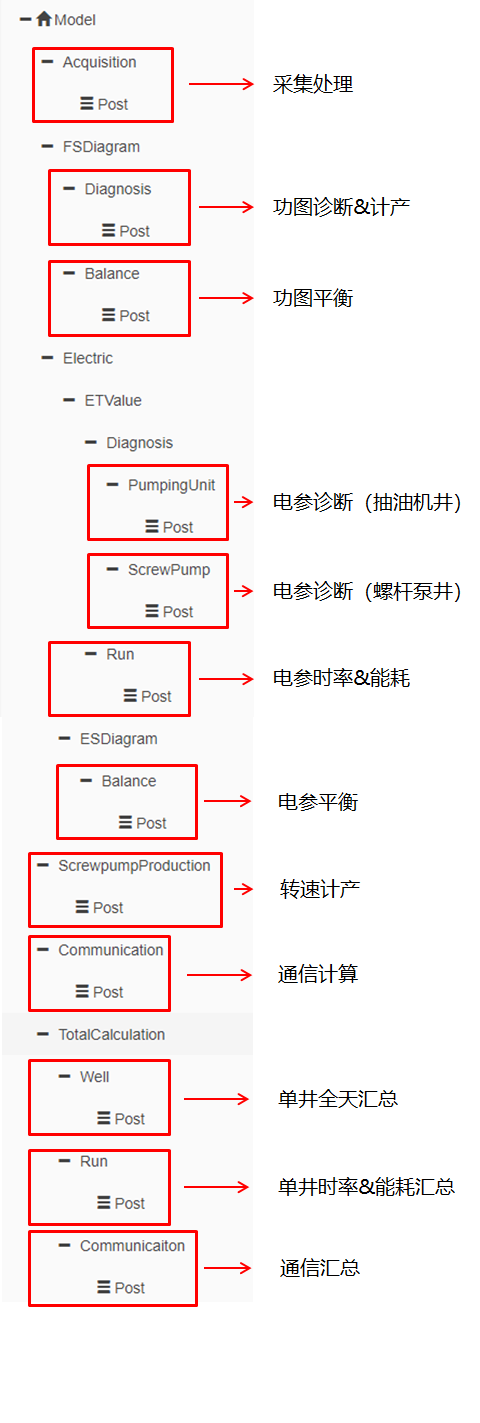 Model
Acquisition
采集处理
Post
FSDiagram
Diagnosis
功图诊断&计产
Post
Balance
功图平衡
Post
Electric
ETValue
Diagnosis
PumpingUnit
电参诊断（抽油机井）
Post
ScrewPump
电参诊断（螺杆泵井）
Post
Run
电参时率&能耗
Post
ESDiagram
Balance
电参平衡
Post
ScrewpumpProduction
转速计产
Post
Communication
通信计算
Post
TotalCalculation
Well
单井全天汇总
Post
Run
单井时率&能耗汇总
Post
Communicaiton
通信汇总
Post